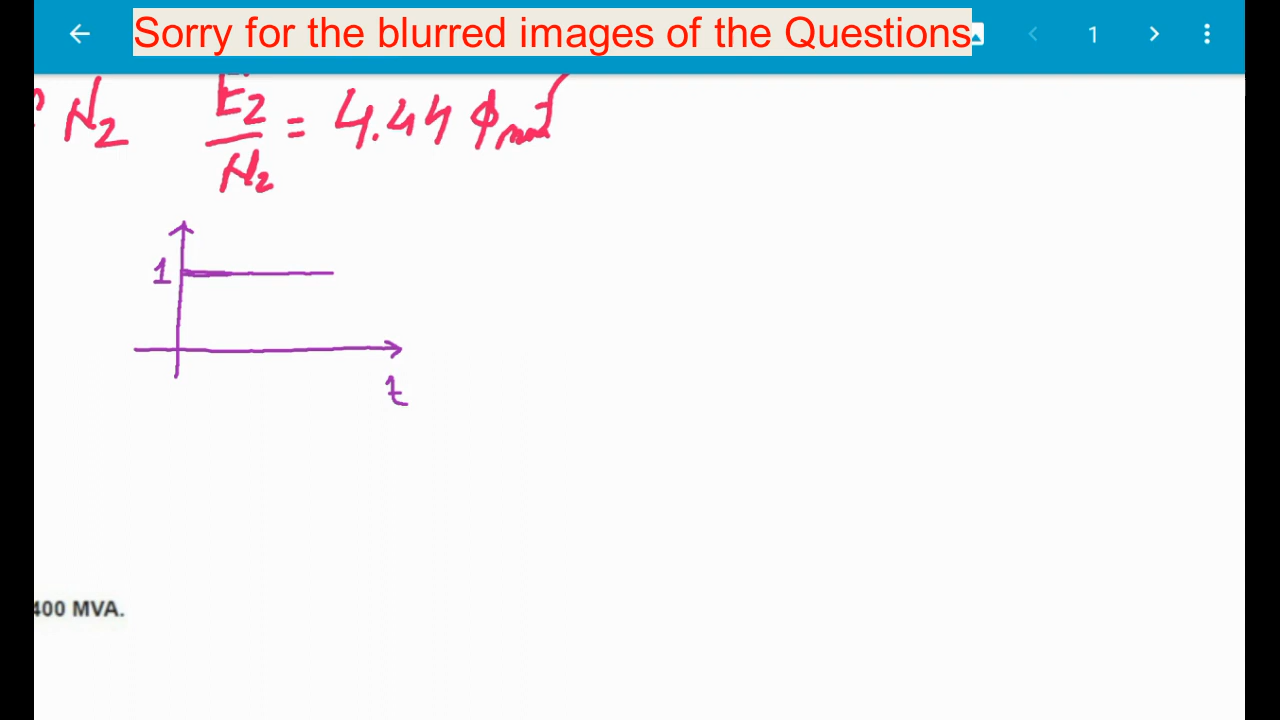 Sorry for the blurred images of the Questions
1
N₂ E₂/N₂ = 4.44 ϕ f
1
t
400 MVA.